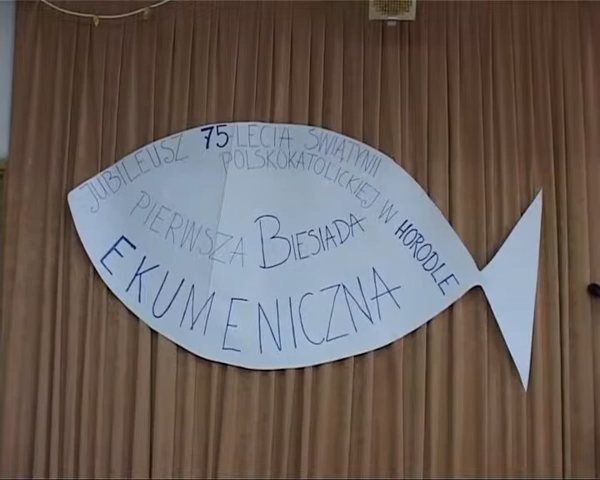 JUBILEUSZ 75 LECIA ŚWIĄTYNI
POLSKOKATOLICKIEJ W HORODLE
PIERWSZA BIESIADA
EKUMENICZNA